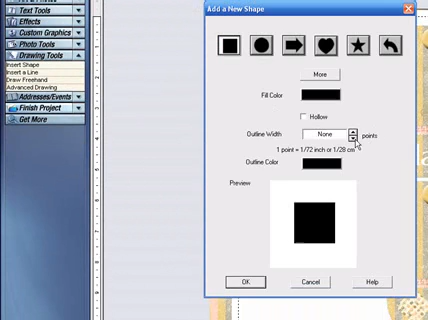 Text Tools
Effects
Custom Graphics
Photo Tools
Drawing Tools
Insert Shape
Insert a Line
Draw Freehand
Advanced Drawing
Addresses/Events
Finish Project
Get More
Add a New Shape
More
Fill Color
Hollow
Outline Width
None
points
1 point = 1/72 inch or 1/28 cm
Outline Color
Preview
OK
Cancel
Help